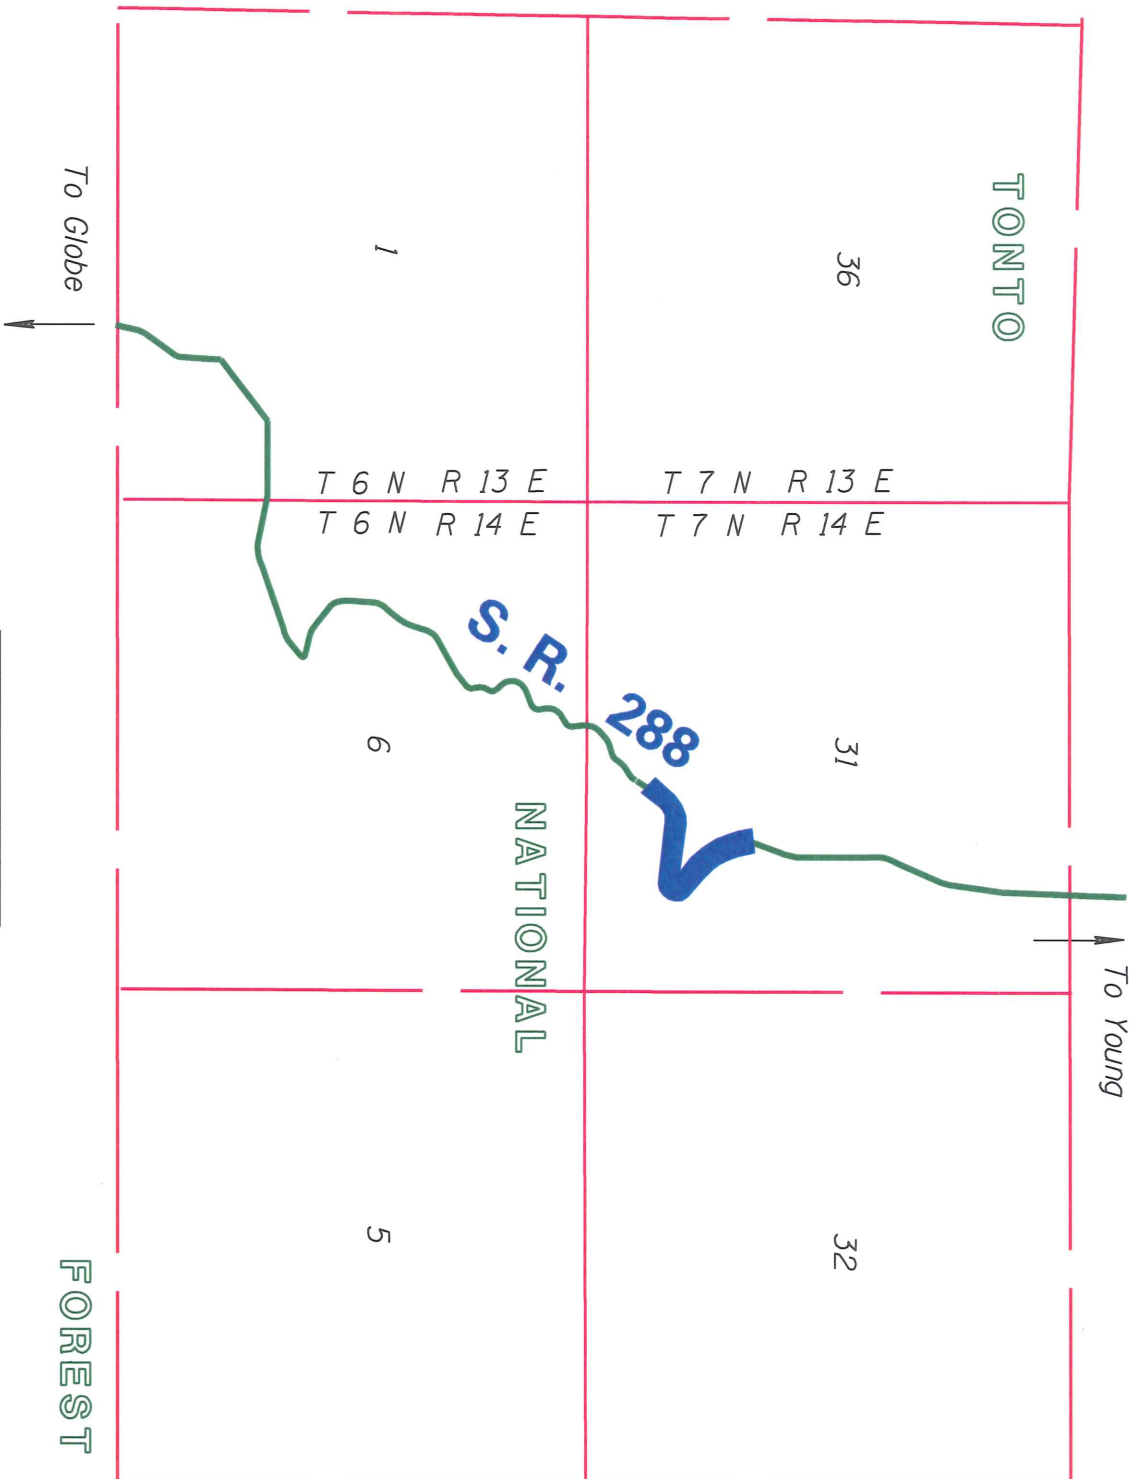 To Young
TONTO
36
31
32
T 7 N R 13 E
T 7 N R 14 E
S. R. 288
NATIONAL
T 6 N R 13 E
T 6 N R 14 E
1
6
5
To Globe
FOREST